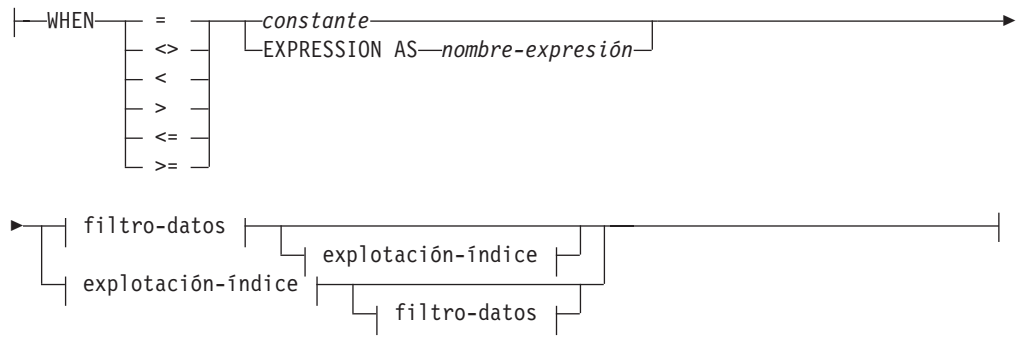 WHEN = constante
<> EXPRESSION AS nombre-expresión
<
>
<=
>=
filtro-datos
explotación-índice
explotación-índice
filtro-datos